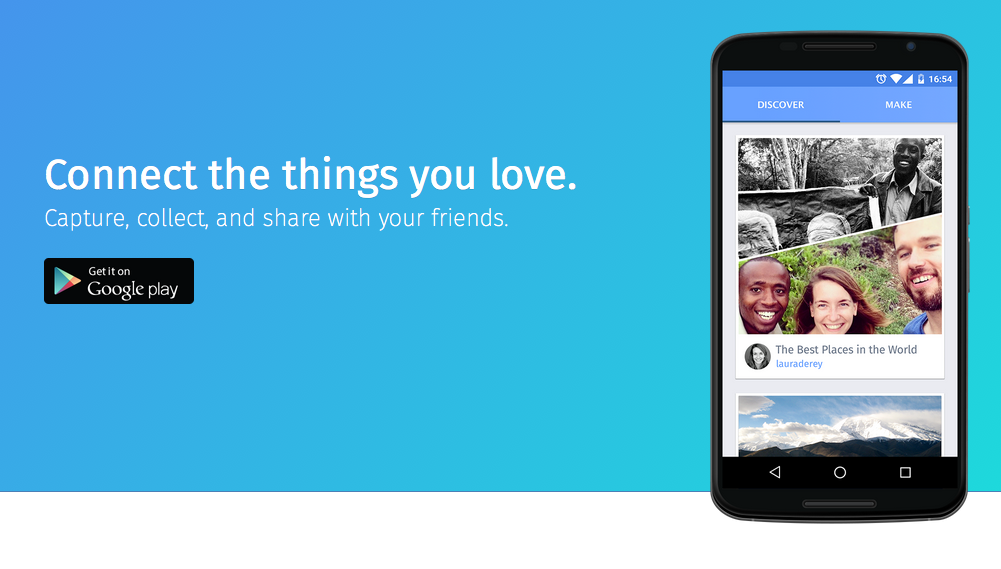 Connect the things you love.
Capture, collect, and share with your friends.
Get it on
Google play
16:54
DISCOVER
MAKE
The Best Places in the World
lauraderey